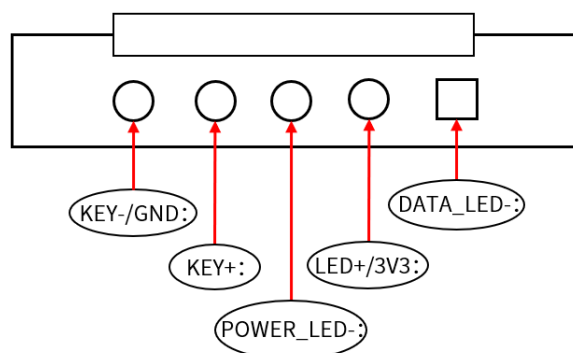 KEY-/GND:
KEY+:
POWER_LED-:
LED+/3V3:
DATA_LED-: